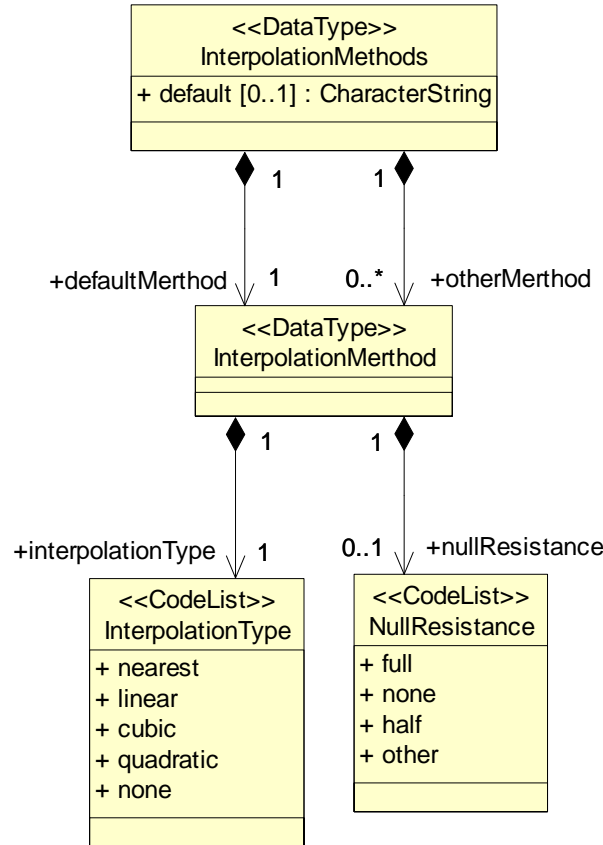 <<DataType>>
InterpolationMethods
+ default [0..1] : CharacterString
1 1
+defaultMerthod 1 0..* +otherMerthod
<<DataType>>
InterpolationMerthod
1 1
+interpolationType 1 0..1 +nullResistance
<<CodeList>>
InterpolationType
+ nearest
+ linear
+ cubic
+ quadratic
+ none
<<CodeList>>
NullResistance
+ full
+ none
+ half
+ other